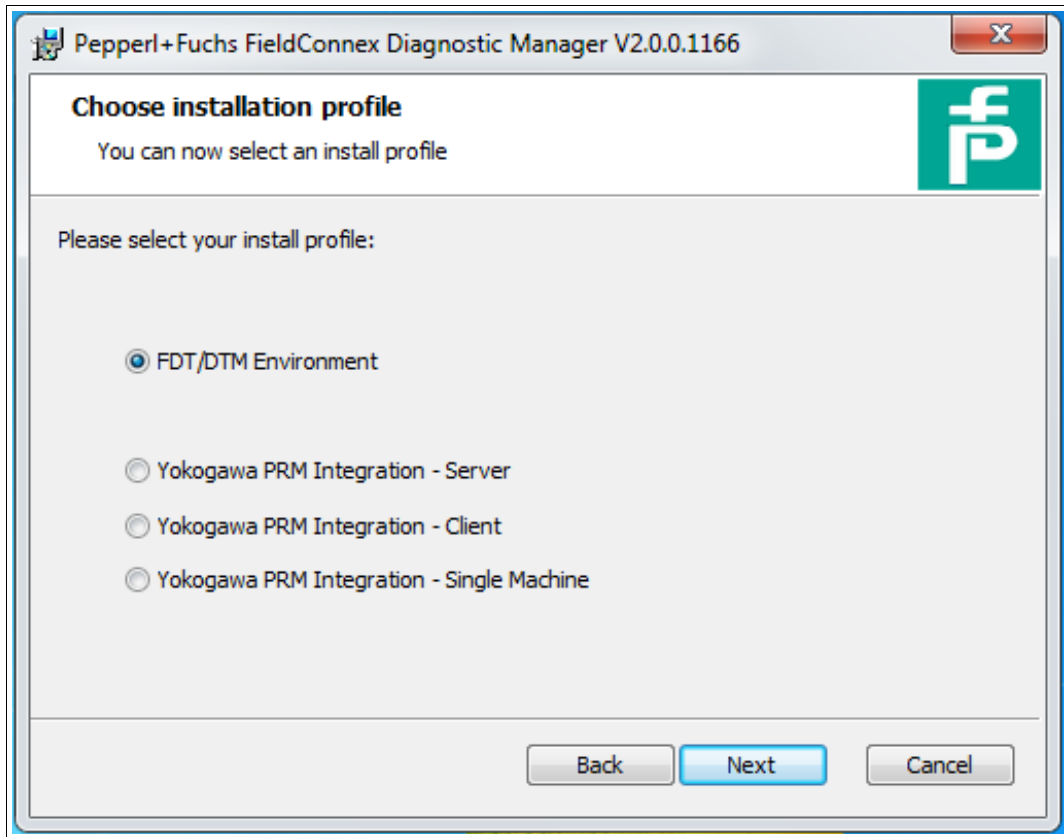 Pepperl+Fuchs FieldConnex Diagnostic Manager V2.0.0.1166
Choose installation profile
You can now select an install profile
Please select your install profile:
FDT/DTM Environment
Yokogawa PRM Integration - Server
Yokogawa PRM Integration - Client
Yokogawa PRM Integration - Single Machine
Back Next Cancel